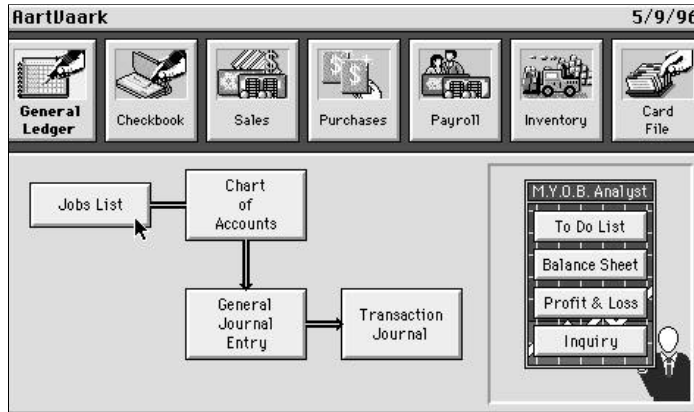 AartVaark 5/9/96
General
Ledger
Checkbook
Sales
Purchases
Payroll
Inventory
Card
File
Jobs List
Chart
of
Accounts
General
Journal
Entry
Transaction
Journal
M.Y.O.B. Analyst
To Do List
Balance Sheet
Profit & Loss
Inquiry